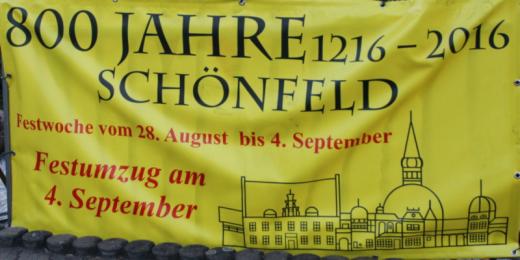 800 JAHRE 1216 – 2016
SCHÖNFELD
Festwoche vom 28. August bis 4. September
Festumzug am
4. September